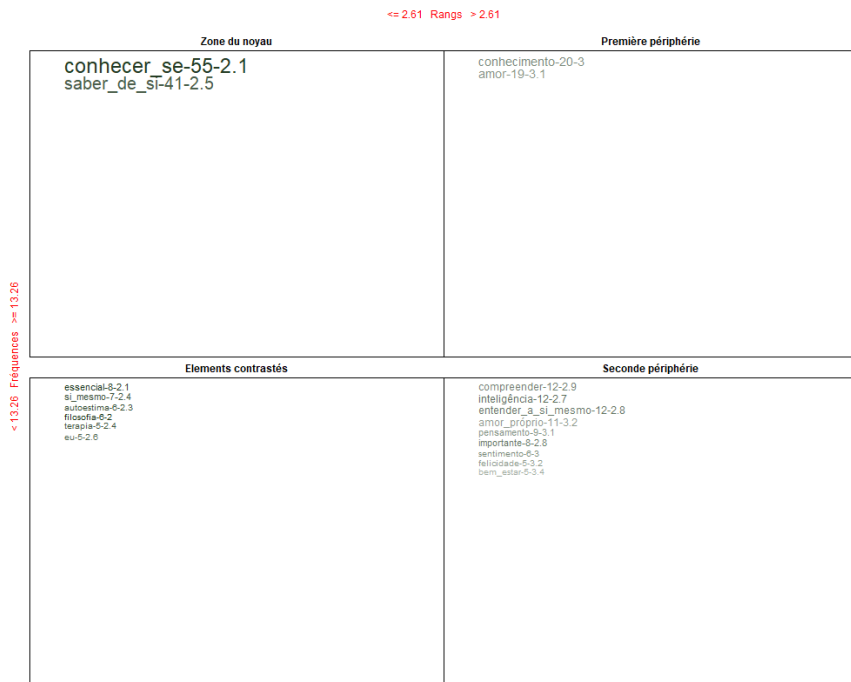 <= 2.61 Rangs > 2.61
Zone du noyau
conhecer_se-55-2.1
saber_de_si-41-2.5
Première périphérie
conhecimento-20-3
amor-19-3.1
< 13.26 Fréquences >= 13.26
Elements contrastés
essencial-8-2.1
si_mesmo-7-2.4
autoestima-6-2.3
filosofia-6-2
terapia-5-2.4
eu-5-2.6
Seconde périphérie
compreender-12-2.9
inteligência-12-2.7
entender_a_si_mesmo-12-2.8
amor_próprio-11-3.2
pensamento-9-3.1
importante-8-2.8
sentimento-6-3
felicidade-5-3.2
bem_estar-5-3.4